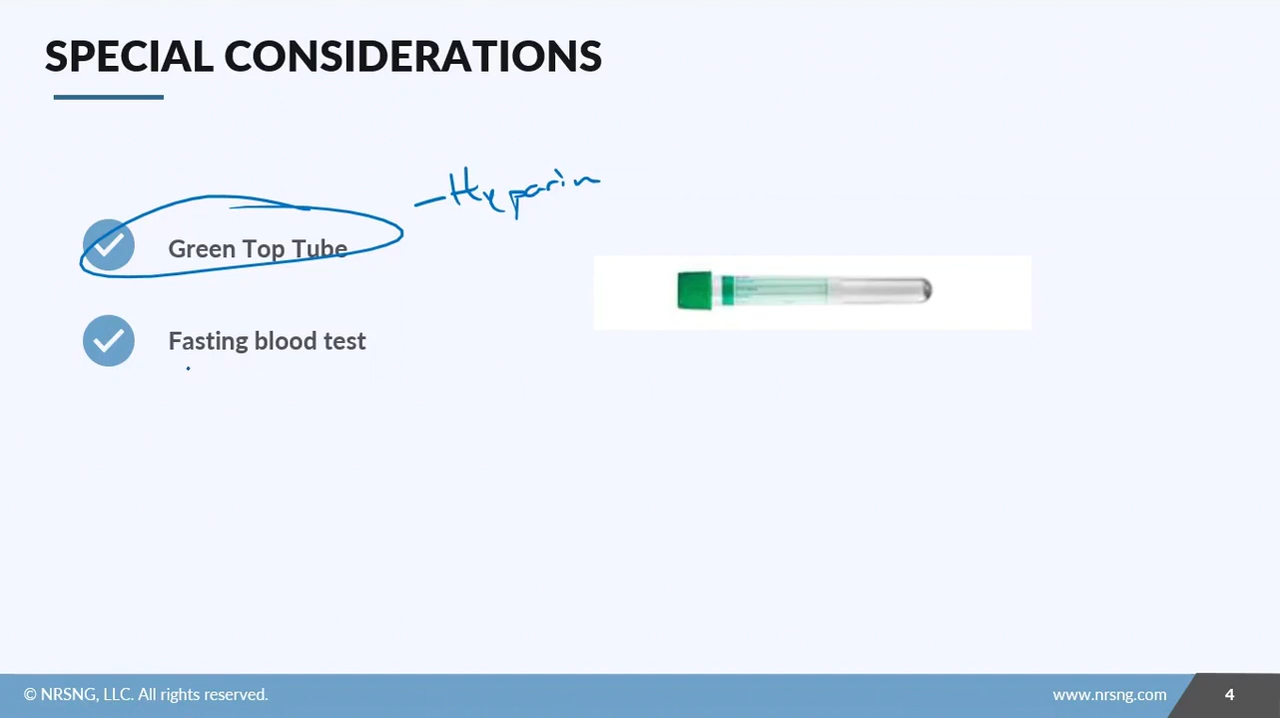 SPECIAL CONSIDERATIONS
-Heparin
Green Top Tube
Fasting blood test
© NRSNG, LLC. All rights reserved.
www.nrsng.com
4